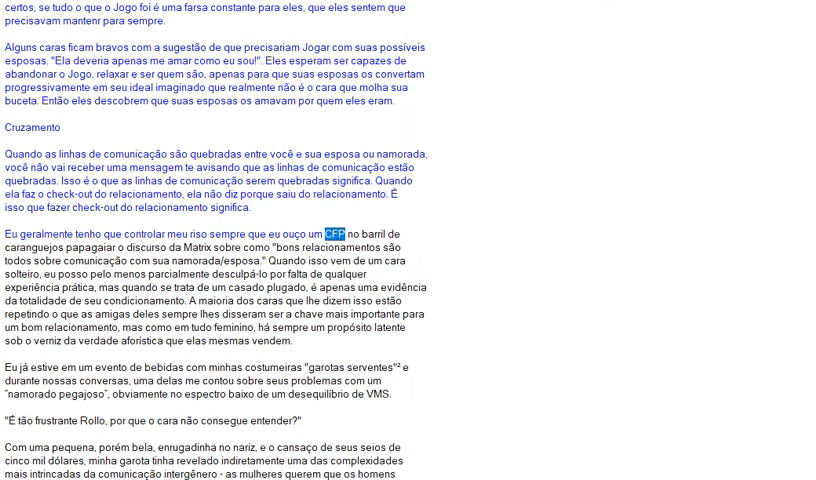 certos, se tudo o que o Jogo foi é uma farsa constante para eles, que eles sentem que
precisavam mantenr para sempre.
Alguns caras ficam bravos com a sugestão de que precisariam Jogar com suas possíveis
esposas. "Ela deveria apenas me amar como eu sou!". Eles esperam ser capazes de
abandonar o Jogo, relaxar e ser quem são, apenas para que suas esposas os convertam
progressivamente em seu ideal imaginado que realmente não é o cara que molha sua
buceta. Então eles descobrem que suas esposas os amavam por quem eles eram.
Cruzamento
Quando as linhas de comunicação são quebradas entre você e sua esposa ou namorada,
você não vai receber uma mensagem te avisando que as linhas de comunicação estão
quebradas. Isso é o que as linhas de comunicação serem quebradas significa. Quando
ela faz o check-out do relacionamento, ela não diz porque saiu do relacionamento. É
isso que fazer check-out do relacionamento significa.
Eu geralmente tenho que controlar meu riso sempre que eu ouço um CFP no barril de
caranguejos papagaiar o discurso da Matrix sobre como "bons relacionamentos são
todos sobre comunicação com sua namorada/esposa." Quando isso vem de um cara
solteiro, eu posso pelo menos parcialmente desculpá-lo por falta de qualquer
experiência prática, mas quando se trata de um casado plugado, é apenas uma evidência
da totalidade de seu condicionamento. A maioria dos caras que lhe dizem isso estão
repetindo o que as amigas deles sempre lhes disseram ser a chave mais importante para
um bom relacionamento, mas como em tudo feminino, há sempre um propósito latente
sob o verniz da verdade aforística que elas mesmas vendem.
Eu já estive em um evento de bebidas com minhas costumeiras "garotas serventes"² e
durante nossas conversas, uma delas me contou sobre seus problemas com um
"namorado pegajoso", obviamente no espectro baixo de um desequilíbrio de VMS.
"É tão frustrante Rollo, por que o cara não consegue entender?"
Com uma pequena, porém bela, enrugadinha no nariz, e o cansaço de seus seios de
cinco mil dólares, minha garota tinha revelado indiretamente uma das complexidades
mais intrincadas da comunicação intergênero - as mulheres querem que os homens